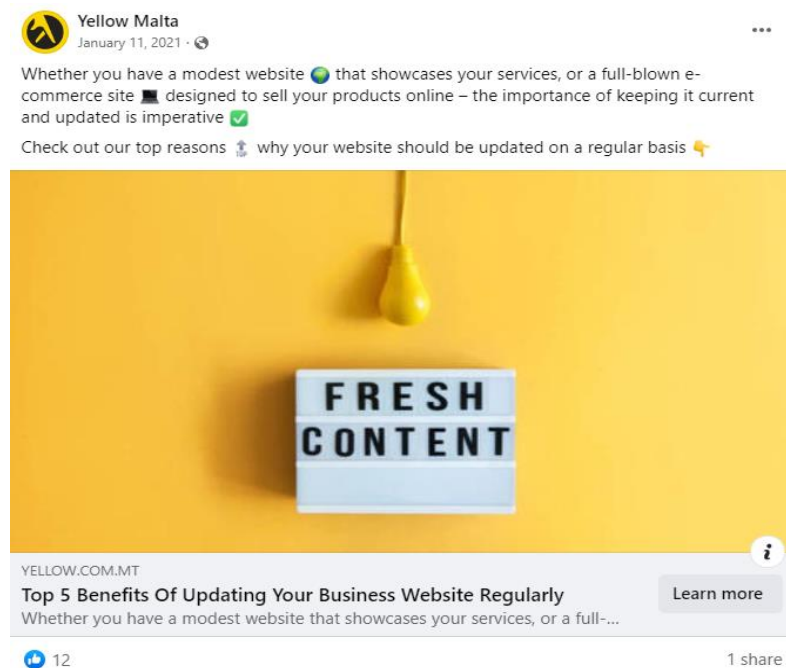 Yellow Malta
January 11, 2021 ·
Whether you have a modest website 🌍 that showcases your services, or a full-blown e-
commerce site 💻 designed to sell your products online – the importance of keeping it current
and updated is imperative ✅
Check out our top reasons 🔝 why your website should be updated on a regular basis 👇
FRESH
CONTENT
YELLOW.COM.MT
Top 5 Benefits Of Updating Your Business Website Regularly
Learn more
Whether you have a modest website that showcases your services, or a full-...
12
1 share